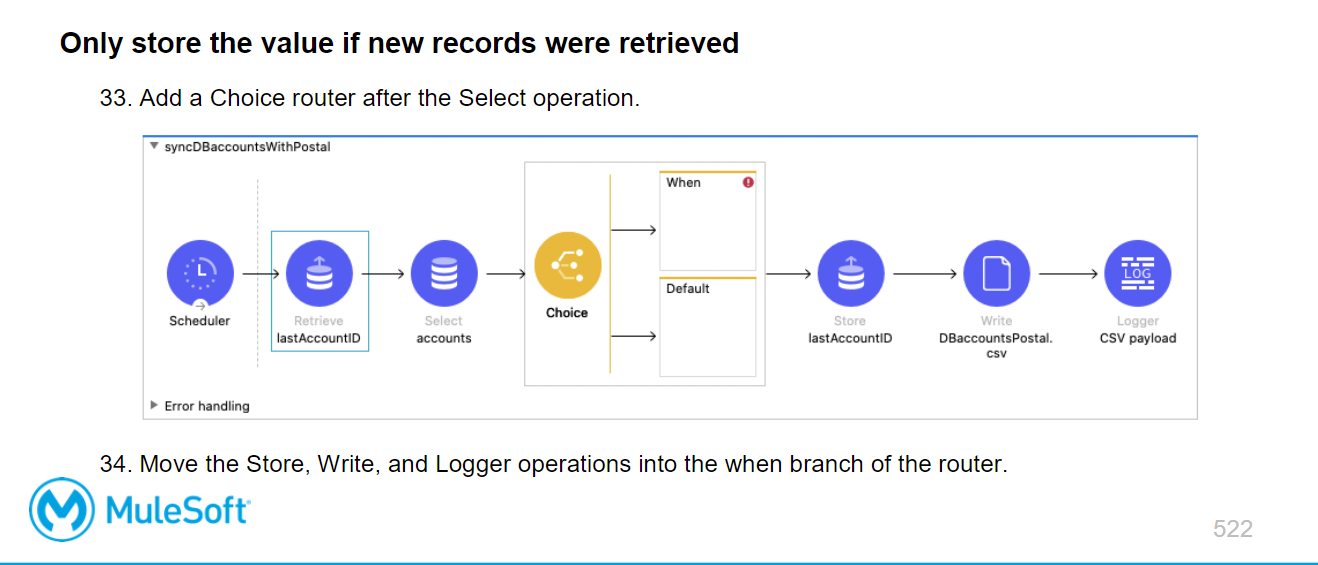 Only store the value if new records were retrieved
33. Add a Choice router after the Select operation.
syncDBaccountsWithPostal
When
Default
Scheduler
Retrieve
lastAccountID
Select
accounts
Choice
Store
lastAccountID
Write
DBaccountsPostal.
csv
LOG
Logger
CSV payload
Error handling
34. Move the Store, Write, and Logger operations into the when branch of the router.
MuleSoft
522